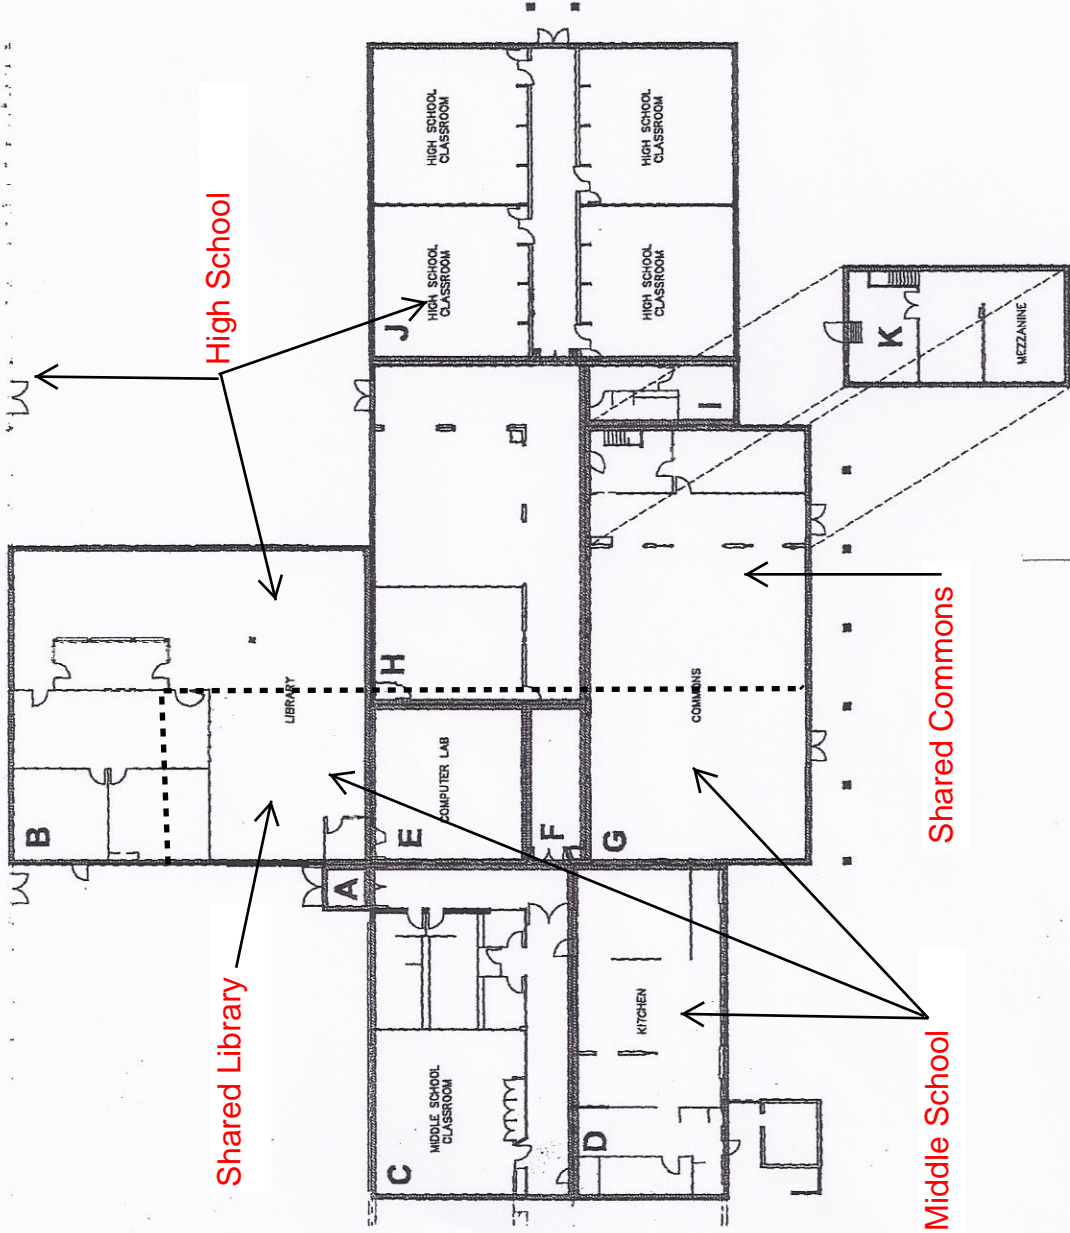 High School
Shared Library
Shared Commons
Middle School
HIGH SCHOOL
CLASSROOM
HIGH SCHOOL
CLASSROOM
HIGH SCHOOL
CLASSROOM
HIGH SCHOOL
CLASSROOM
J
B
LIBRARY
H
I
K
MEZZANINE
COMPUTER LAB
E
F
G
COMMONS
A
MIDDLE SCHOOL
CLASSROOM
C
KITCHEN
D